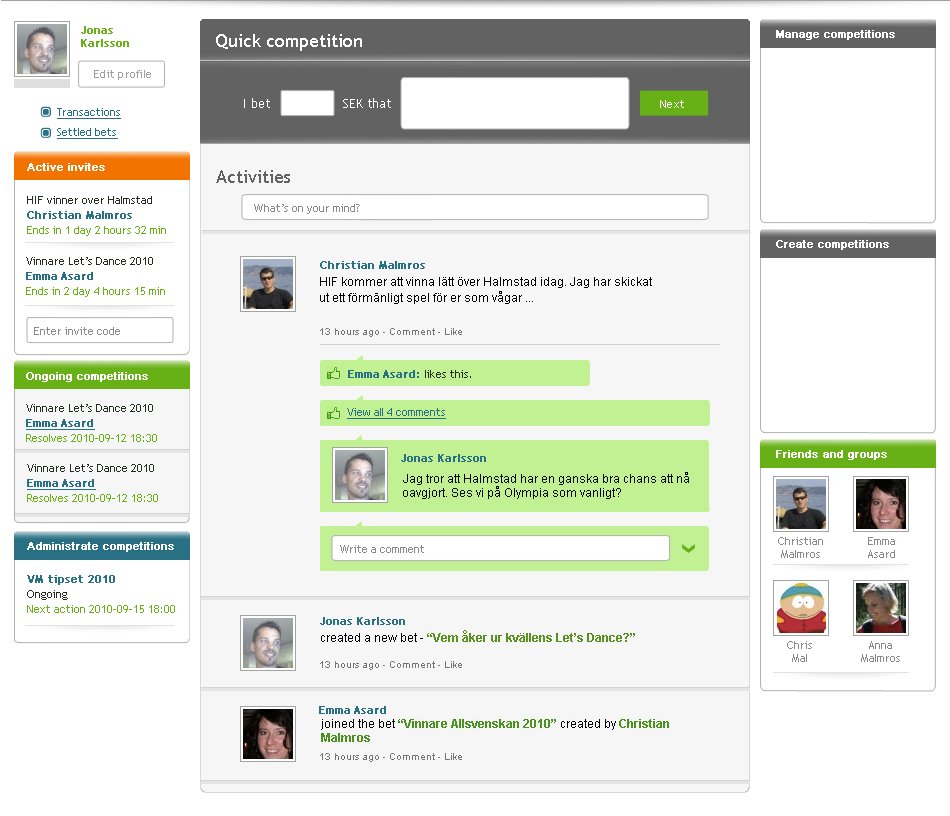 Jonas
Karlsson
Edit profile
Transactions
Settled bets
Active invites
HIF vinner over Halmstad
Christian Malmros
Ends in 1 day 2 hours 32 min
Vinnare Let's Dance 2010
Emma Asard
Ends in 2 day 4 hours 15 min
Enter invite code
Ongoing competitions
Vinnare Let's Dance 2010
Emma Asard
Resolves 2010-09-12 18:30
Vinnare Let's Dance 2010
Emma Asard
Resolves 2010-09-12 18:30
Administrate competitions
VM tipset 2010
Ongoing
Next action 2010-09-15 18:00
Quick competition
I bet
SEK that
Next
Activities
What's on your mind?
Christian Malmros
HIF kommer att vinna lätt över Halmstad idag. Jag har skickat
ut ett förmånligt spel för er som vågar ...
13 hours ago - Comment - Like
Emma Asard: likes this.
View all 4 comments
Jonas Karlsson
Jag tror att Halmstad har en ganska bra chans att nå
oavgjort. Ses vi på Olympia som vanligt?
Write a comment
Jonas Karlsson
created a new bet - “Vem åker ur kvällens Let's Dance?”
13 hours ago - Comment - Like
Emma Asard
joined the bet “Vinnare Allsvenskan 2010” created by Christian
Malmros
13 hours ago - Comment - Like
Manage competitions
Create competitions
Friends and groups
Christian
Malmros
Emma
Asard
Chris
Mal
Anna
Malmros